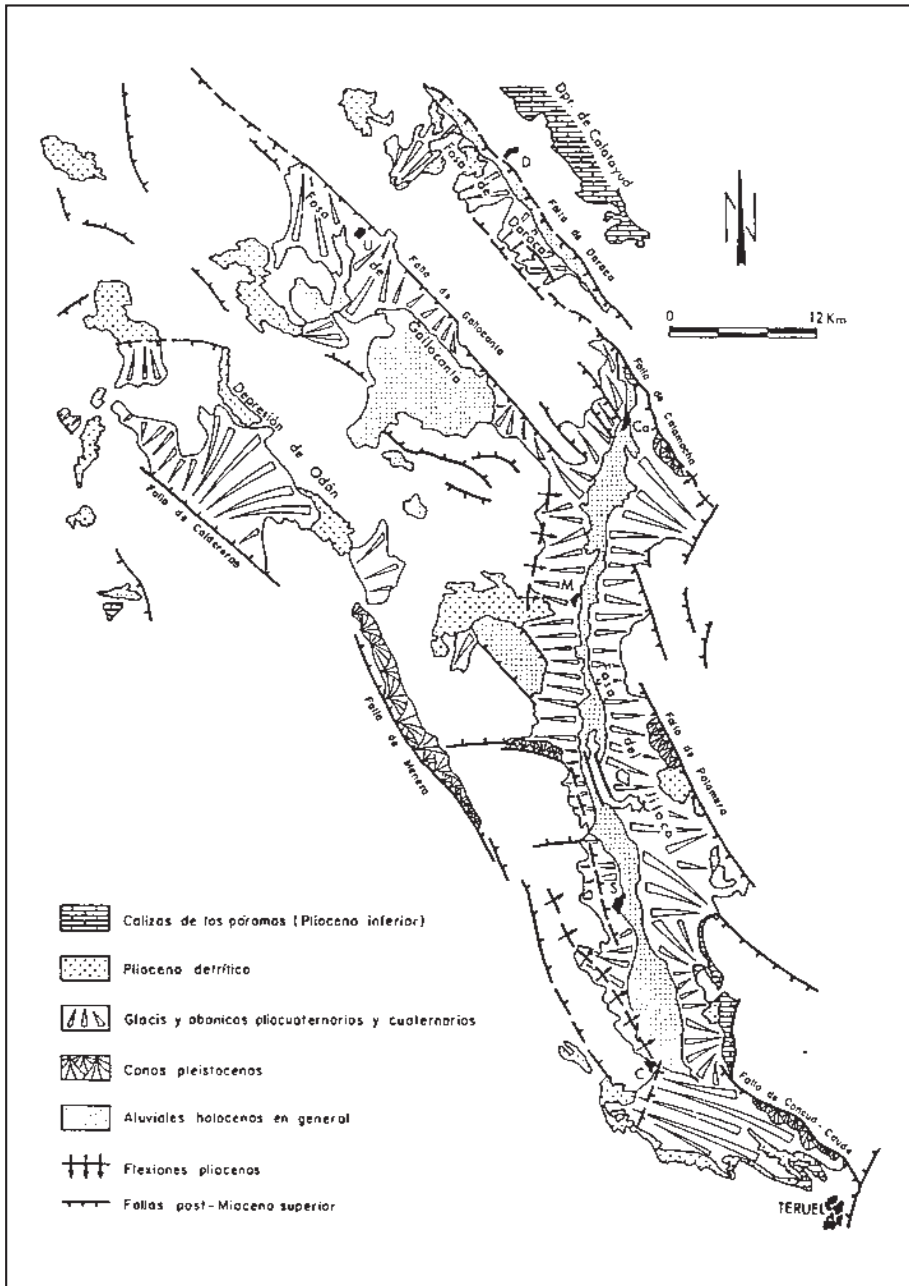 Dpr. de Calatayud
Fosa de Daroca
D
Falla de Daroca
N
0 12 Km
Fosa de Gallocanta
U
Falla de Gallocanta
Falla de Calamocha
Ca
Depresión de Odón
Falla de Caldereros
M
Fosa del Jiloca
Falla de Menera
Falla de Palomera
S
C
Falla de Concud-Caudé
TERUEL
Calizas de los páramos (Plioceno inferior)
Plioceno detrítico
Glacis y abanicos pliocuaternarios y cuaternarios
Conos pleistocenos
Aluviales holocenos en general
Flexiones pliocenas
Fallas post-Mioceno superior